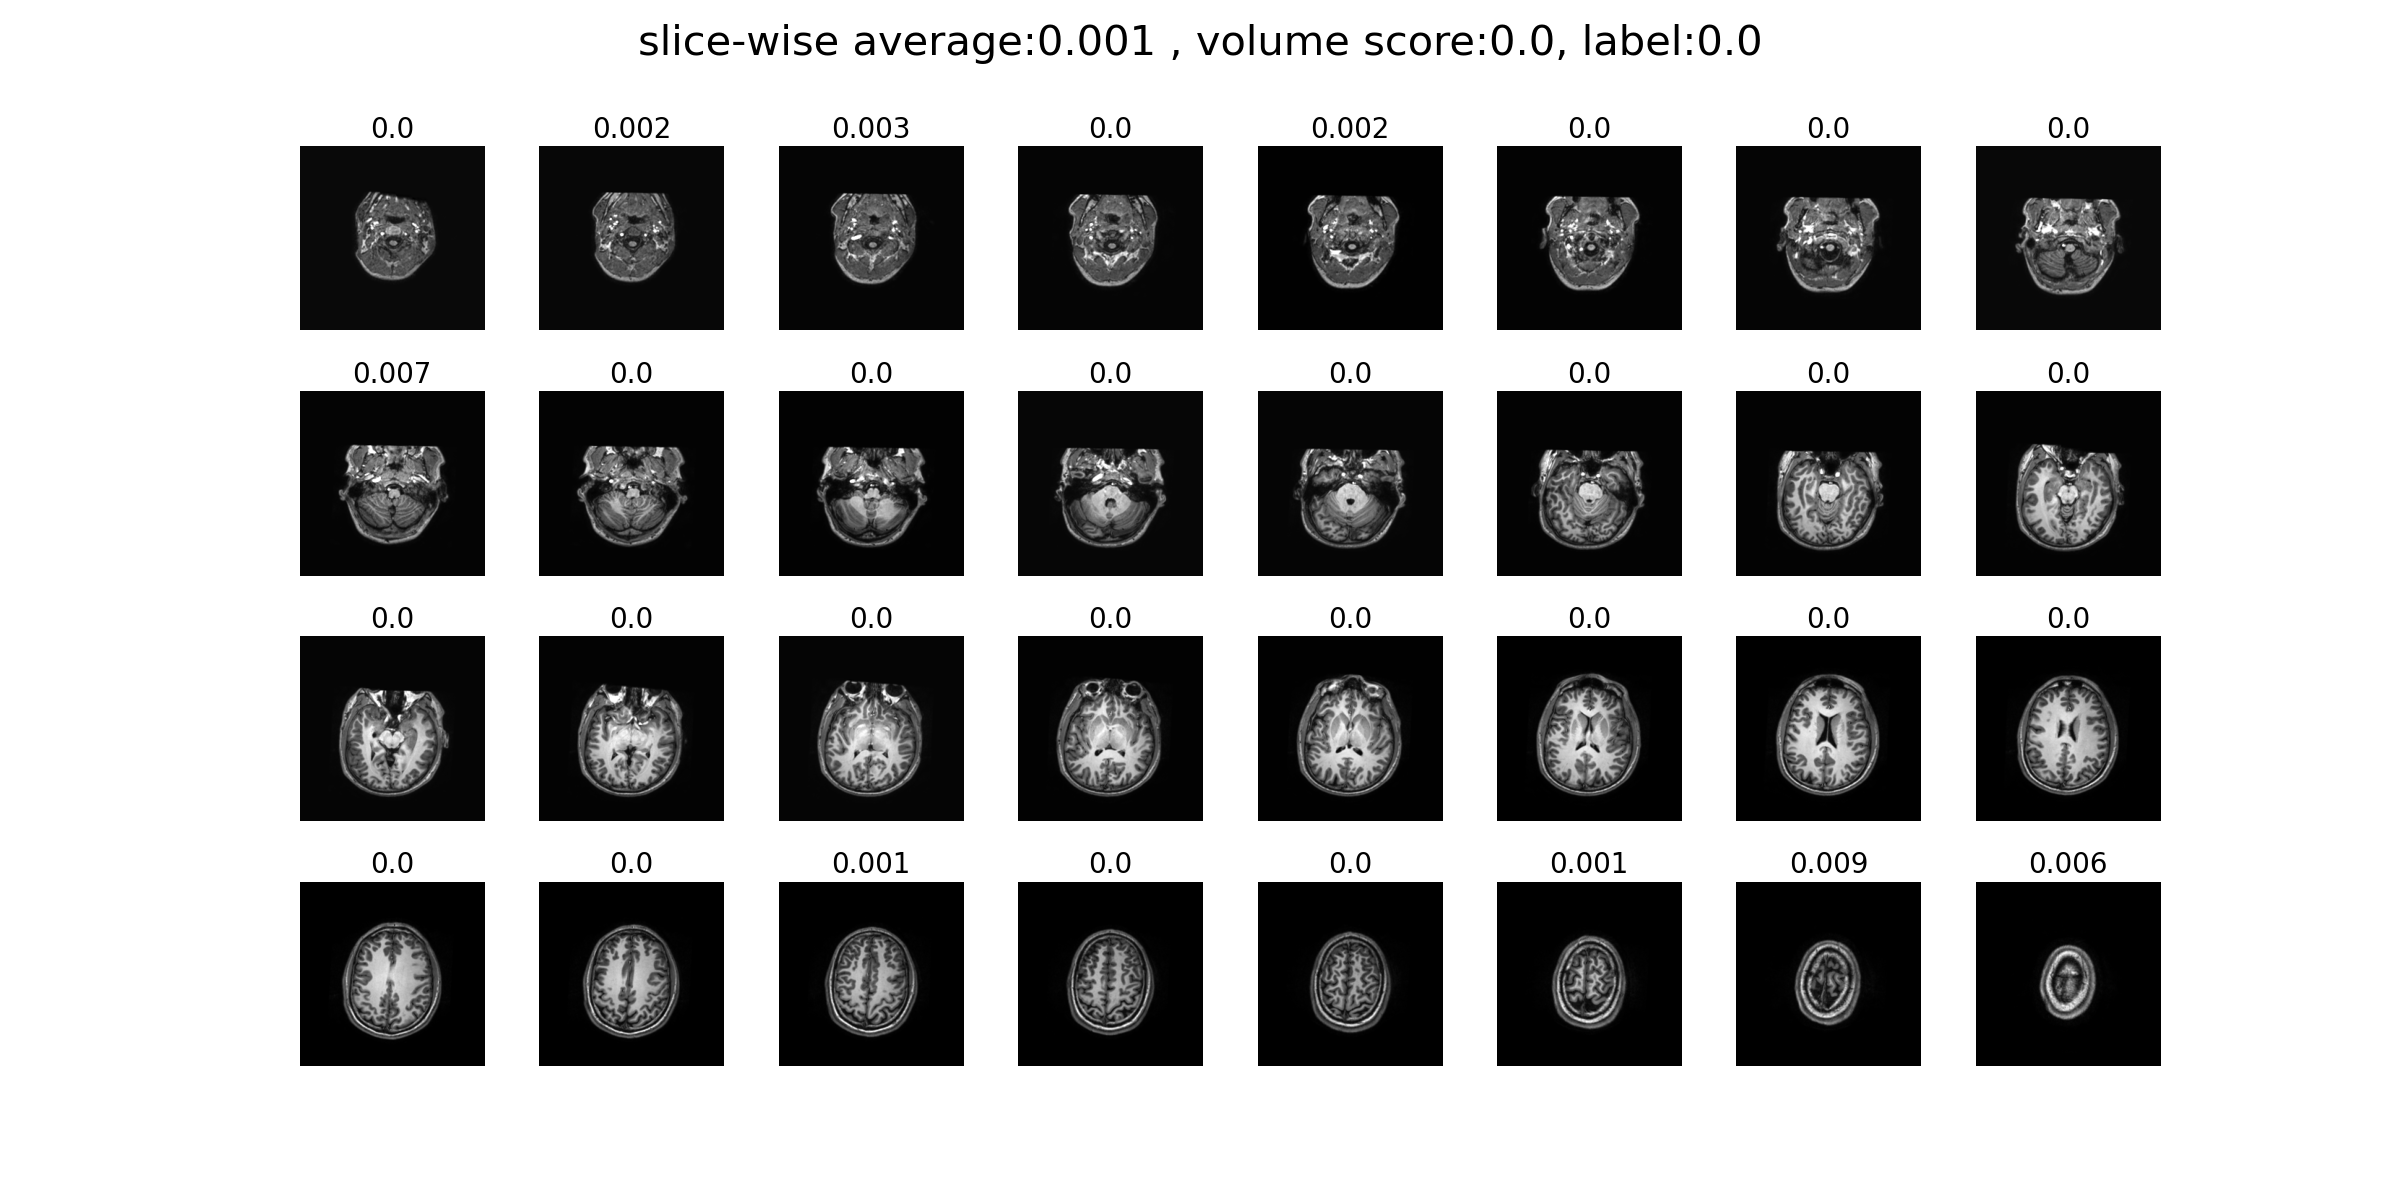 slice-wise average:0.001 , volume score:0.0, label:0.0
0.0 0.002 0.003 0.0 0.002 0.0 0.0 0.0
0.007 0.0 0.0 0.0 0.0 0.0 0.0 0.0
0.0 0.0 0.0 0.0 0.0 0.0 0.0 0.0
0.0 0.0 0.001 0.0 0.0 0.001 0.009 0.006